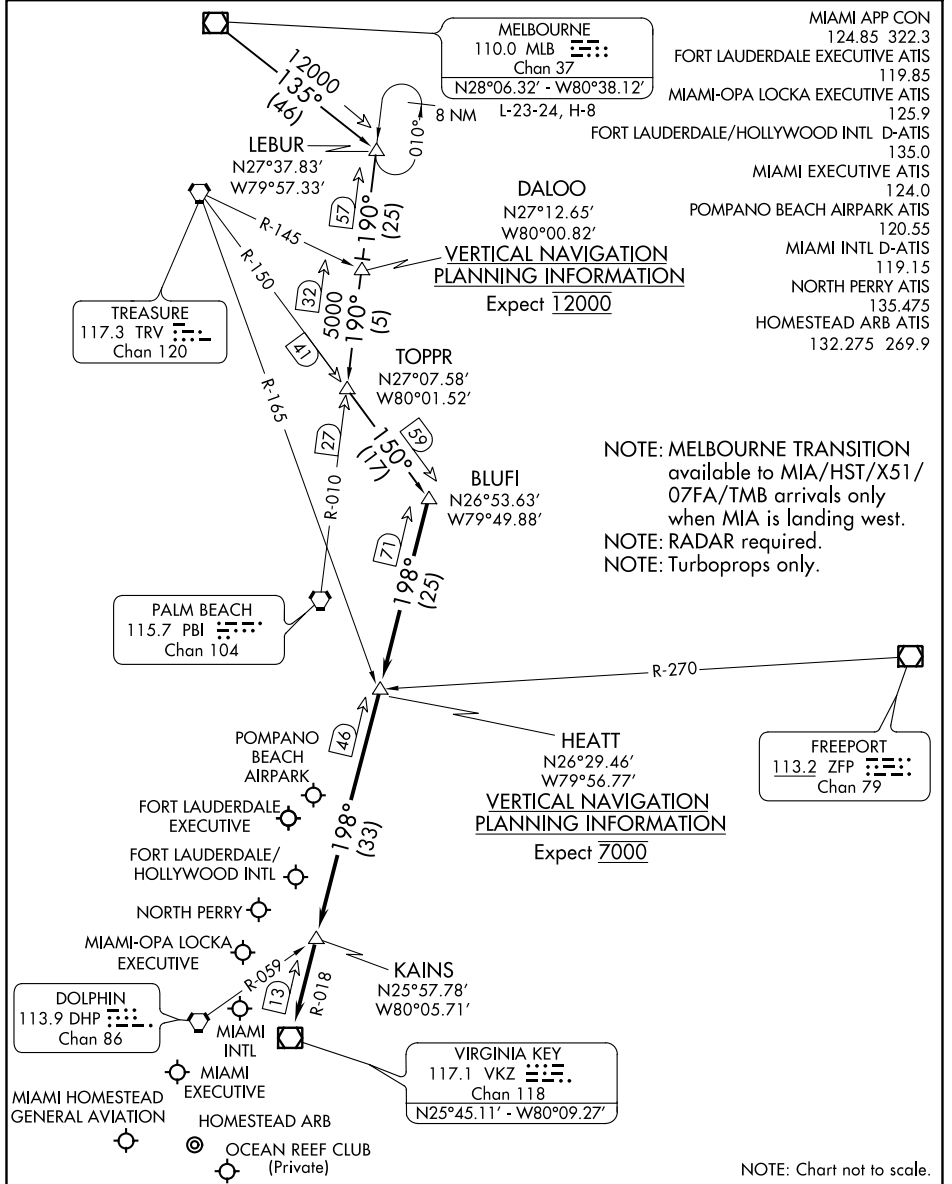 MIAMI APP CON
124.85 322.3
FORT LAUDERDALE EXECUTIVE ATIS
119.85
MIAMI-OPA LOCKA EXECUTIVE ATIS
125.9
FORT LAUDERDALE/HOLLYWOOD INTL D-ATIS
135.0
MIAMI EXECUTIVE ATIS
124.0
POMPANO BEACH AIRPARK ATIS
120.55
MIAMI INTL D-ATIS
119.15
NORTH PERRY ATIS
135.475
HOMESTEAD ARB ATIS
132.275 269.9
MELBOURNE
110.0 MLB
Chan 37
N28°06.32' - W80°38.12'
L-23-24, H-8
12000
135°
(46)
8 NM
010°
LEBUR
N27°37.83'
W79°57.33'
57
190°
(25)
DALOO
N27°12.65'
W80°00.82'
VERTICAL NAVIGATION
PLANNING INFORMATION
Expect 12000
R-145
R-150
R-165
32
5000
190°
(5)
41
TREASURE
117.3 TRV
Chan 120
TOPPR
N27°07.58'
W80°01.52'
27
R-010
150°
(17)
59
BLUFI
N26°53.63'
W79°49.88'
71
198°
(25)
NOTE: MELBOURNE TRANSITION
available to MIA/HST/X51/
07FA/TMB arrivals only
when MIA is landing west.
NOTE: RADAR required.
NOTE: Turboprops only.
PALM BEACH
115.7 PBI
Chan 104
R-270
FREEPORT
113.2 ZFP
Chan 79
HEATT
N26°29.46'
W79°56.77'
VERTICAL NAVIGATION
PLANNING INFORMATION
Expect 7000
46
198°
(33)
POMPANO
BEACH
AIRPARK
FORT LAUDERDALE
EXECUTIVE
FORT LAUDERDALE/
HOLLYWOOD INTL
NORTH PERRY
MIAMI-OPA LOCKA
EXECUTIVE
KAINS
N25°57.78'
W80°05.71'
R-059
13
R-018
DOLPHIN
113.9 DHP
Chan 86
MIAMI
INTL
MIAMI
EXECUTIVE
VIRGINIA KEY
117.1 VKZ
Chan 118
N25°45.11' - W80°09.27'
MIAMI HOMESTEAD
GENERAL AVIATION
HOMESTEAD ARB
OCEAN REEF CLUB
(Private)
NOTE: Chart not to scale.